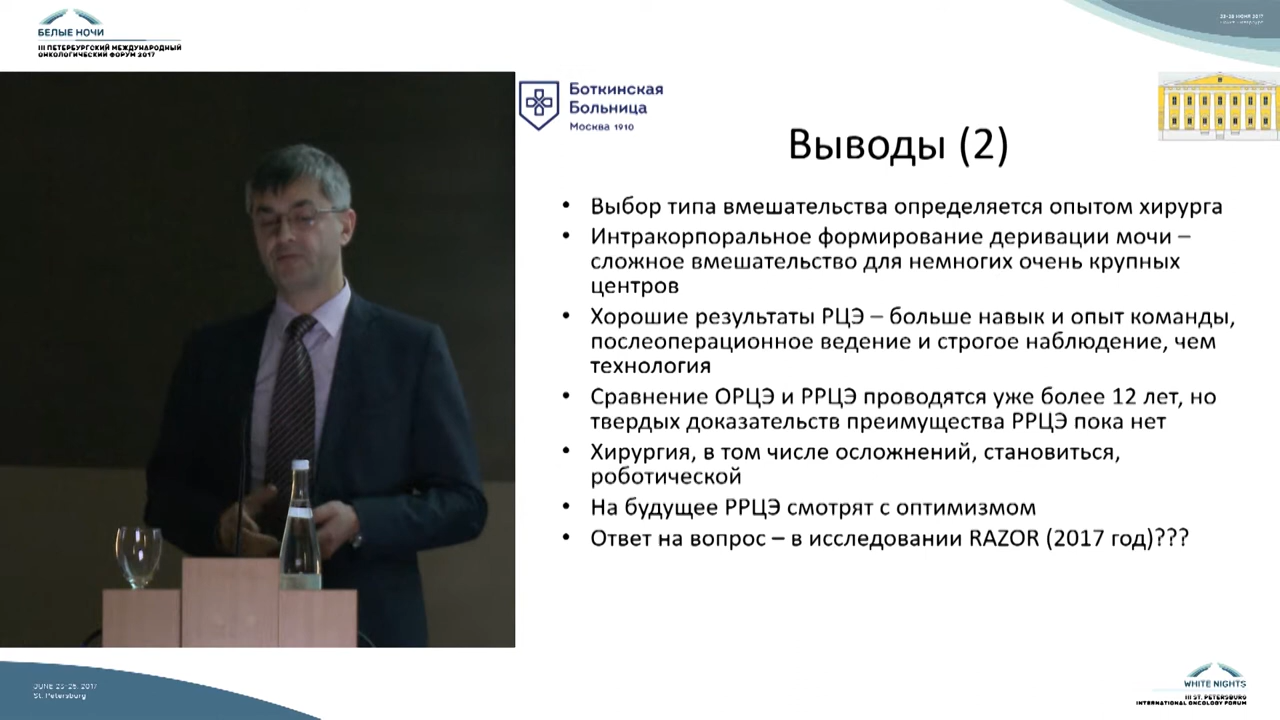 БЕЛЫЕ НОЧИ
III ПЕТЕРБУРГСКИЙ МЕЖДУНАРОДНЫЙ
ОНКОЛОГИЧЕСКИЙ ФОРУМ 2017
Боткинская
Больница
Москва 1910
Выводы (2)
• Выбор типа вмешательства определяется опытом хирурга
• Интракорпоральное формирование деривации мочи –
сложное вмешательство для немногих очень крупных
центров
• Хорошие результаты РЦЭ – больше навык и опыт команды,
послеоперационное ведение и строгое наблюдение, чем
технология
• Сравнение ОРЦЭ и РРЦЭ проводятся уже более 12 лет, но
твердых доказательств преимущества РРЦЭ пока нет
• Хирургия, в том числе осложнений, становиться,
роботической
• На будущее РРЦЭ смотрят с оптимизмом
• Ответ на вопрос – в исследовании RAZOR (2017 год)???
St. Petersburg
WHITE NIGHTS
III ST. PETERSBURG
INTERNATIONAL ONCOLOGY FORUM